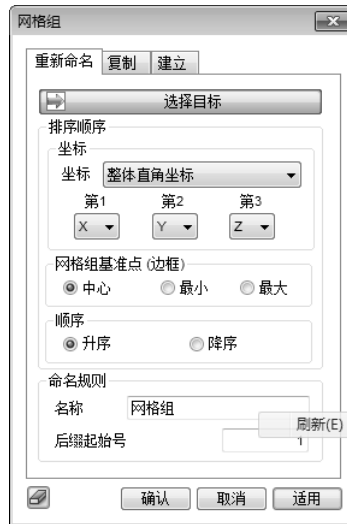 网格组
重新命名 复制 建立
选择目标
排序顺序
坐标
坐标 整体直角坐标
第1 第2 第3
X Y Z
网格组基准点 (边框)
中心 最小 最大
顺序
升序 降序
命名规则
名称 网格组
刷新(E)
后缀起始号 1
确认 取消 适用